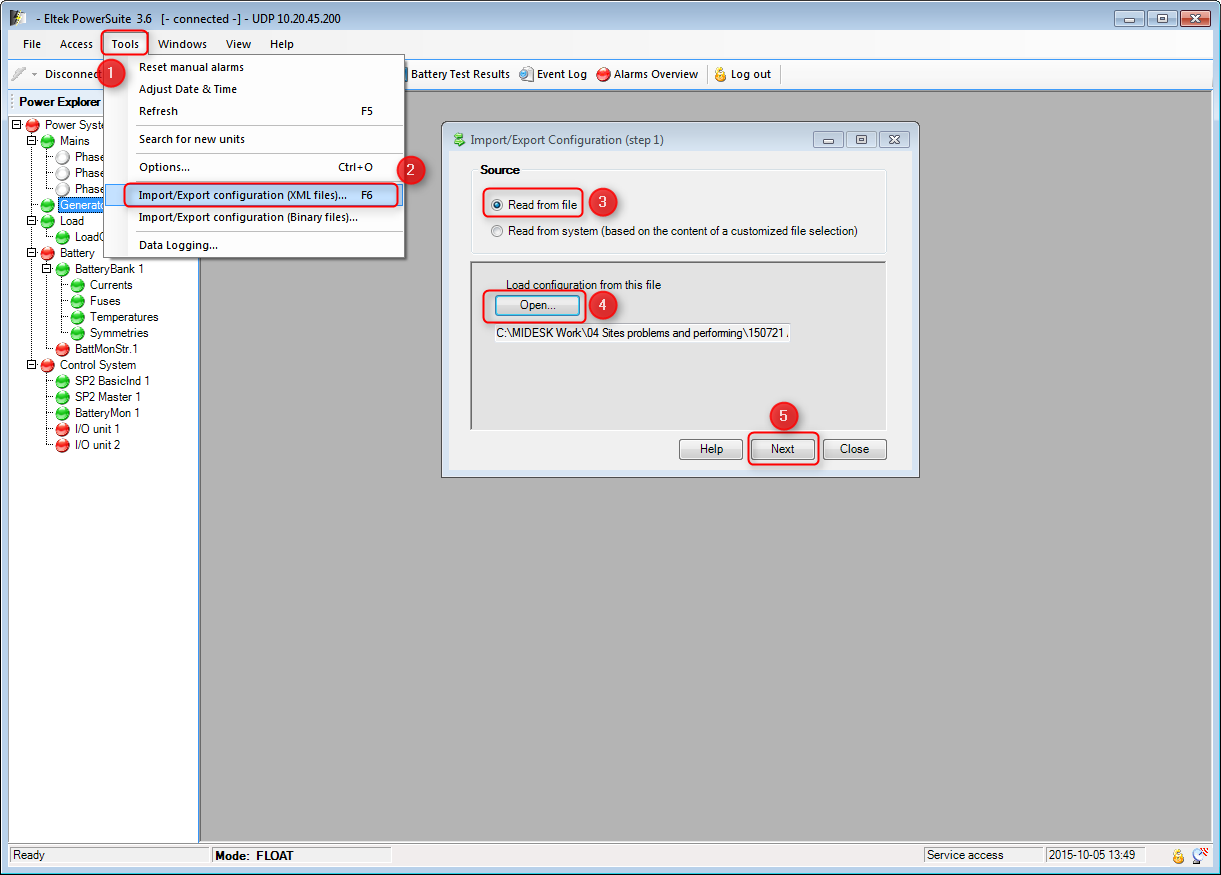 - Eltek PowerSuite 3.6 [- connected -] - UDP 10.20.45.200
File Access Tools Windows View Help
1
Disconnect Battery Test Results Event Log Alarms Overview Log out
Reset manual alarms
Adjust Date & Time
Refresh F5
Search for new units
Options... Ctrl+O
2
Import/Export configuration (XML files)... F6
Import/Export configuration (Binary files)...
Data Logging...
Power Explorer
Power Syste
Mains
Phase
Phase
Phase
Generato
Load
LoadG
Battery
BatteryBank 1
Currents
Fuses
Temperatures
Symmetries
BattMonStr.1
Control System
SP2 BasicInd 1
SP2 Master 1
BatteryMon 1
I/O unit 1
I/O unit 2
Import/Export Configuration (step 1)
Source
Read from file 3
Read from system (based on the content of a customized file selection)
Load configuration from this file
Open... 4
C:\MIDESK Work\04 Sites problems and performing\150721 .
5
Help Next Close
Ready Mode: FLOAT Service access 2015-10-05 13:49